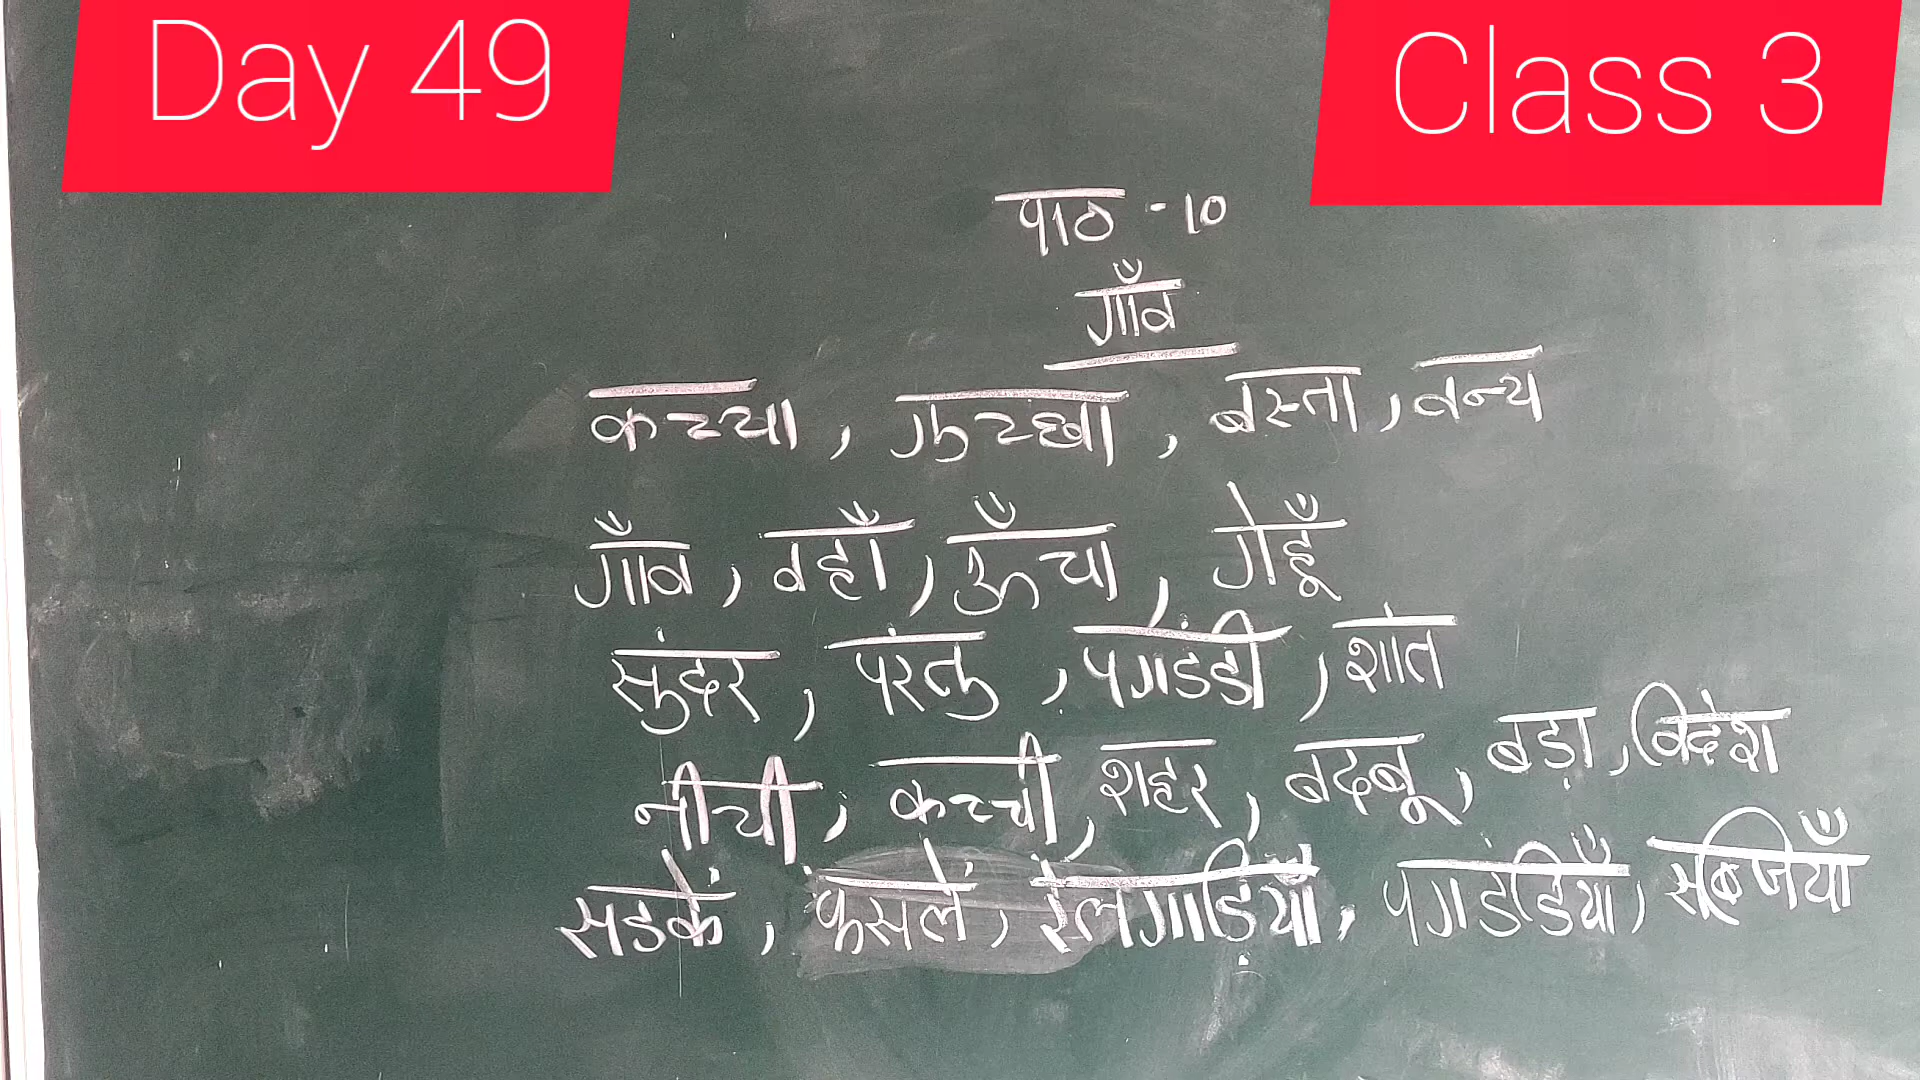 Day 49
Class 3
पाठ -10
गाँव
कच्चा, गुच्छा, बस्ता, वन्य
गाँव, वहाँ, ऊँचा, गेहूँ
सुंदर, परंतु, पगडंडी, शांत
नीची, कच्ची, शहर, बदबू, बड़ा, विदेश
सडकें, फसलें, रेलगाड़ियाँ, पगडंडियाँ, सब्जियाँ